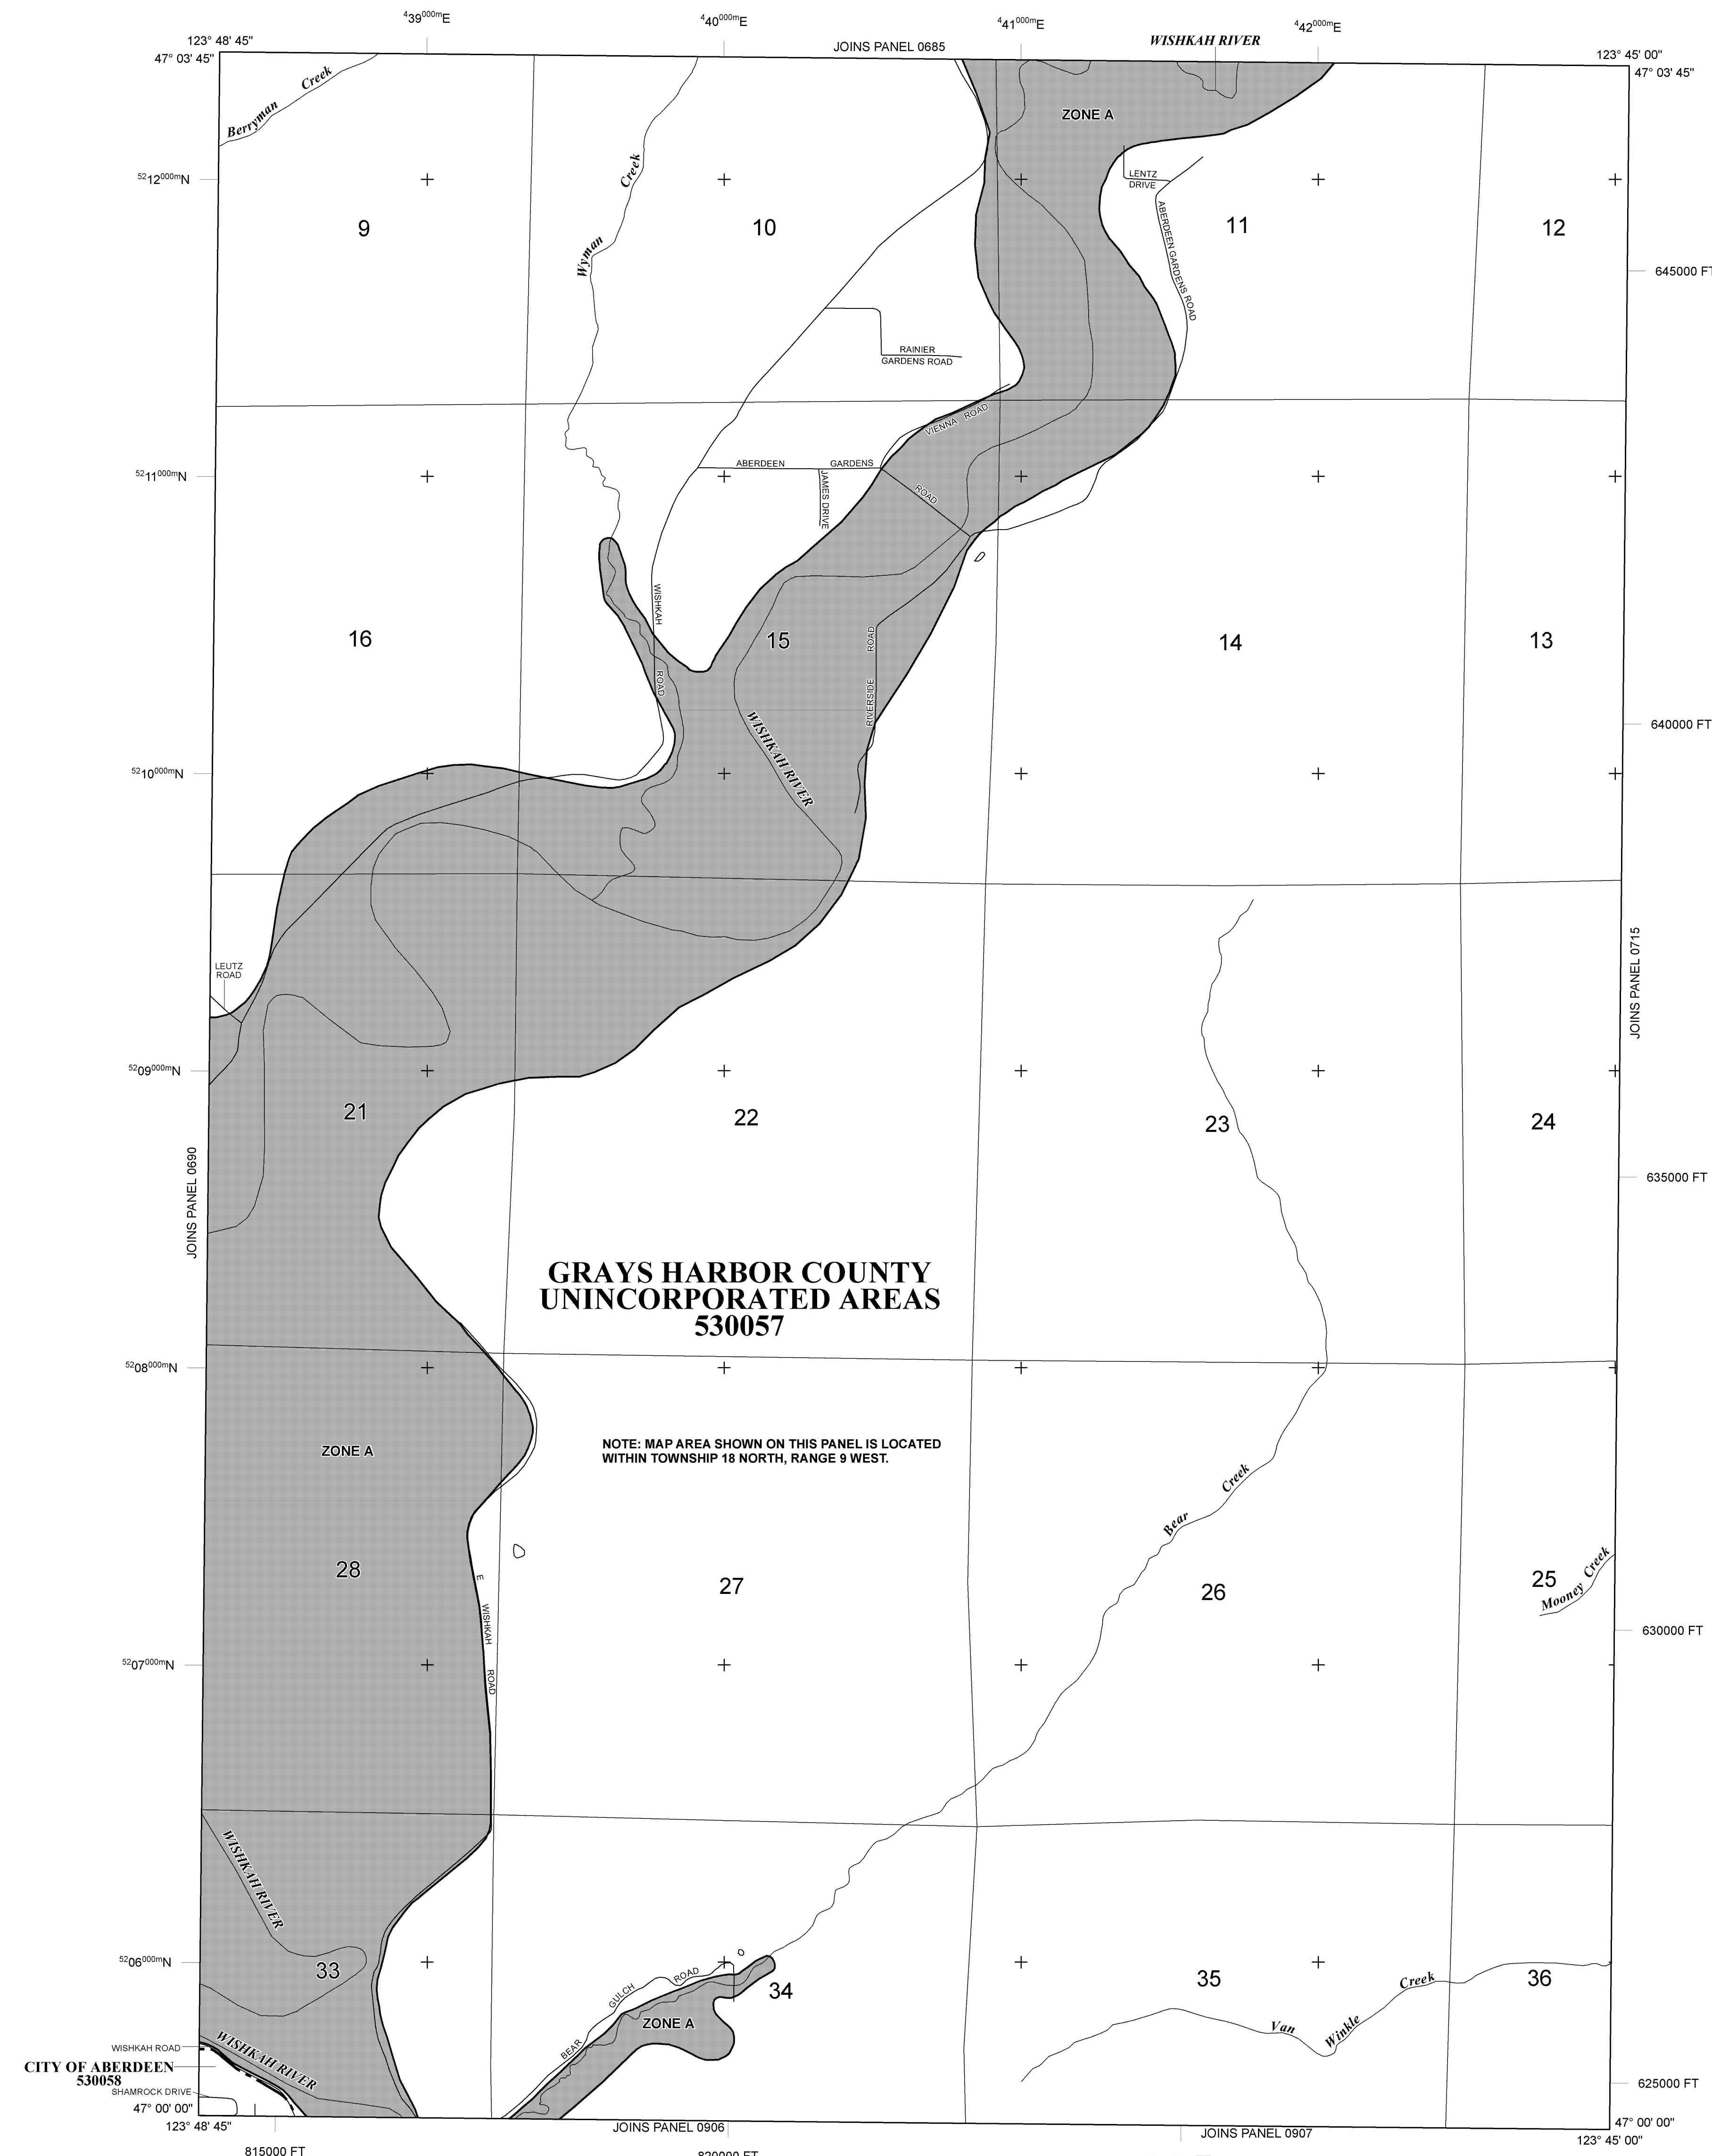 439000mE
440000mE
441000mE
442000mE
123° 48' 45"
JOINS PANEL 0685
WISHKAH RIVER
123° 45' 00"
47° 03' 45"
47° 03' 45"
Berryman Creek
ZONE A
5212000mN
Wyman Creek
LENTZ
DRIVE
ABERDEEN GARDENS ROAD
9
10
11
12
645000 FT
RAINIER
GARDENS ROAD
VIENNA ROAD
ABERDEEN GARDENS
ROAD
JAMES DRIVE
5211000mN
WISHKAH
ROAD
16
15
14
13
RIVERSIDE ROAD
WISHKAH RIVER
640000 FT
5210000mN
LEUTZ
ROAD
JOINS PANEL 0715
5209000mN
21
22
23
24
JOINS PANEL 0690
635000 FT
GRAYS HARBOR COUNTY
UNINCORPORATED AREAS
530057
5208000mN
ZONE A
NOTE: MAP AREA SHOWN ON THIS PANEL IS LOCATED
WITHIN TOWNSHIP 18 NORTH, RANGE 9 WEST.
Bear Creek
28
27
26
25
Mooney Creek
E WISHKAH ROAD
630000 FT
5207000mN
WISHKAH RIVER
5206000mN
33
34
35
36
BEAR GULCH ROAD
ZONE A
Van Winkle Creek
WISHKAH ROAD
WISHKAH RIVER
CITY OF ABERDEEN
530058
SHAMROCK DRIVE
625000 FT
47° 00' 00"
47° 00' 00"
123° 48' 45"
JOINS PANEL 0906
JOINS PANEL 0907
123° 45' 00"
815000 FT
820000 FT